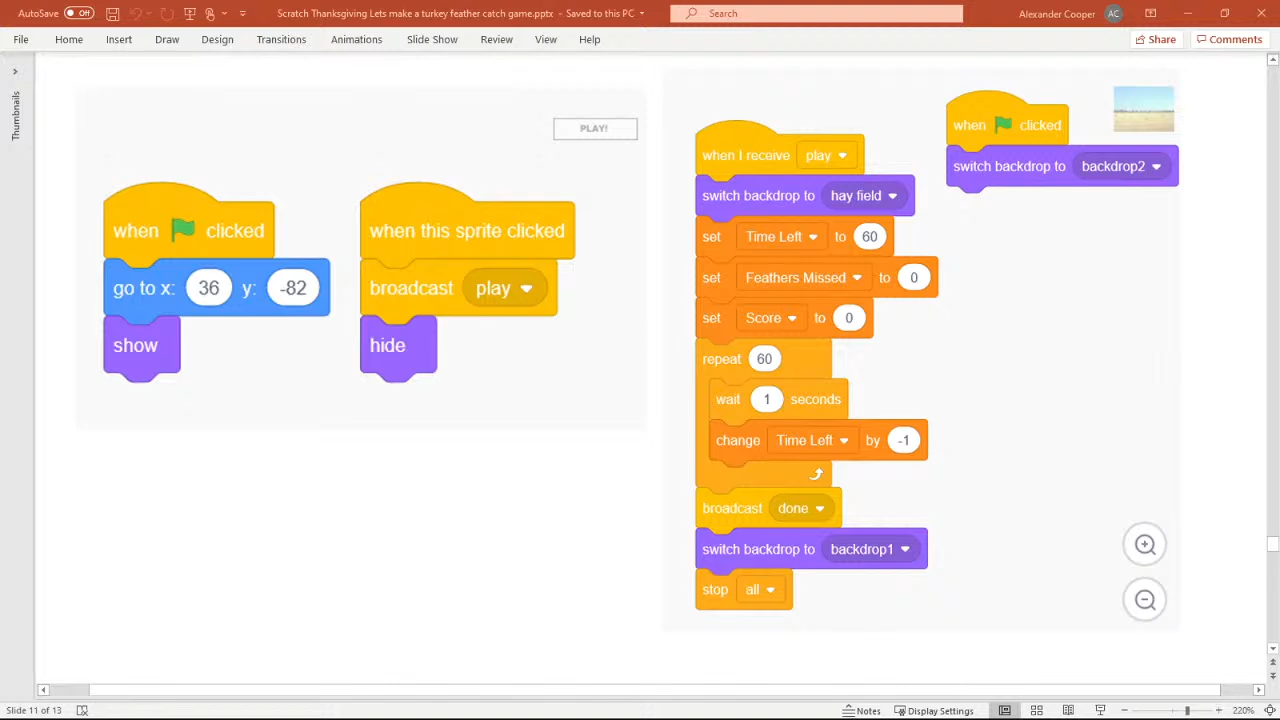 AutoSave Off Scratch Thanksgiving Lets make a turkey feather catch game.pptx - Saved to this PC Search Alexander Cooper AC
File Home Insert Draw Design Transitions Animations Slide Show Review View Help Share Comments
Thumbnails
PLAY!
when clicked
go to x: 36 y: -82
show
when this sprite clicked
broadcast play
hide
when I receive play
switch backdrop to hay field
set Time Left to 60
set Feathers Missed to 0
set Score to 0
repeat 60
wait 1 seconds
change Time Left by -1
broadcast done
switch backdrop to backdrop1
stop all
when clicked
switch backdrop to backdrop2
Slide 11 of 13 Notes Display Settings 220%